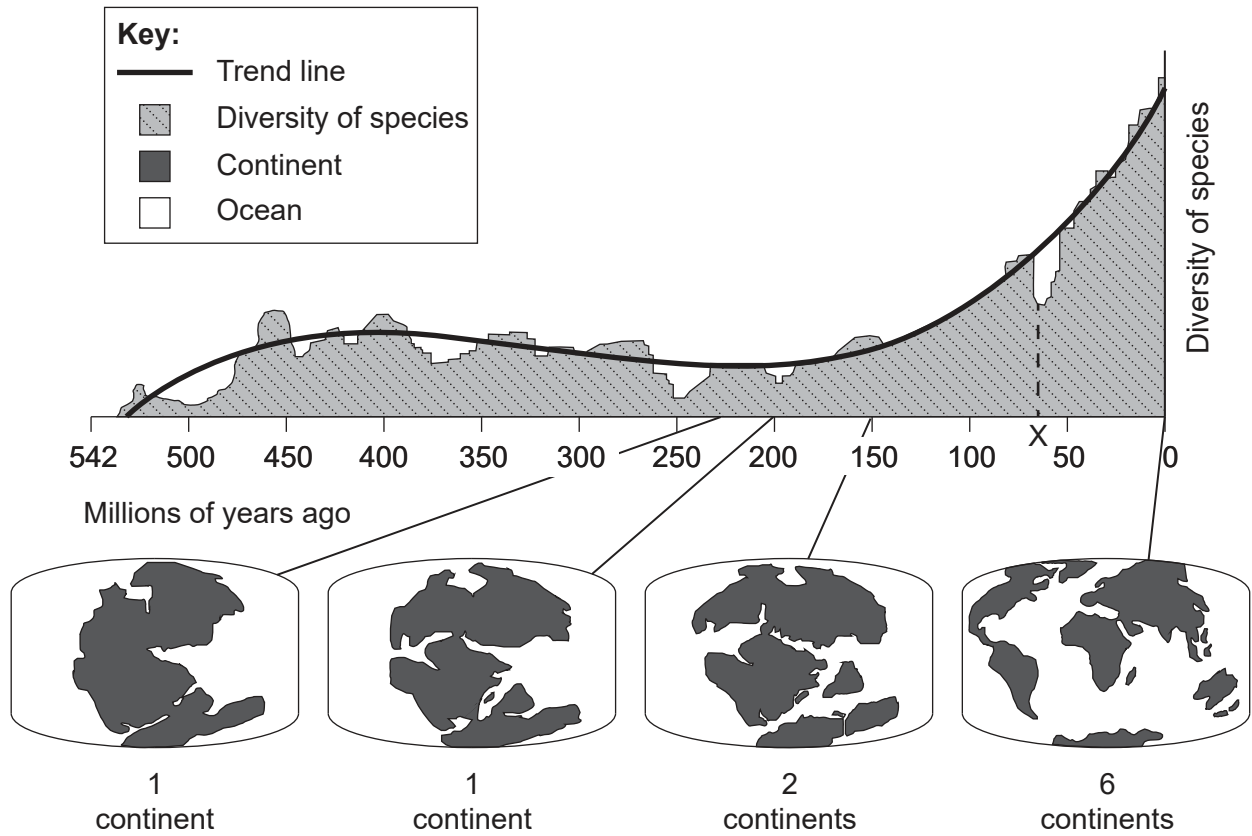 Key:
Trend line
Diversity of species
Continent
Ocean
Diversity of species
X
542 500 450 400 350 300 250 200 150 100 50 0
Millions of years ago
1
continent
1
continent
2
continents
6
continents